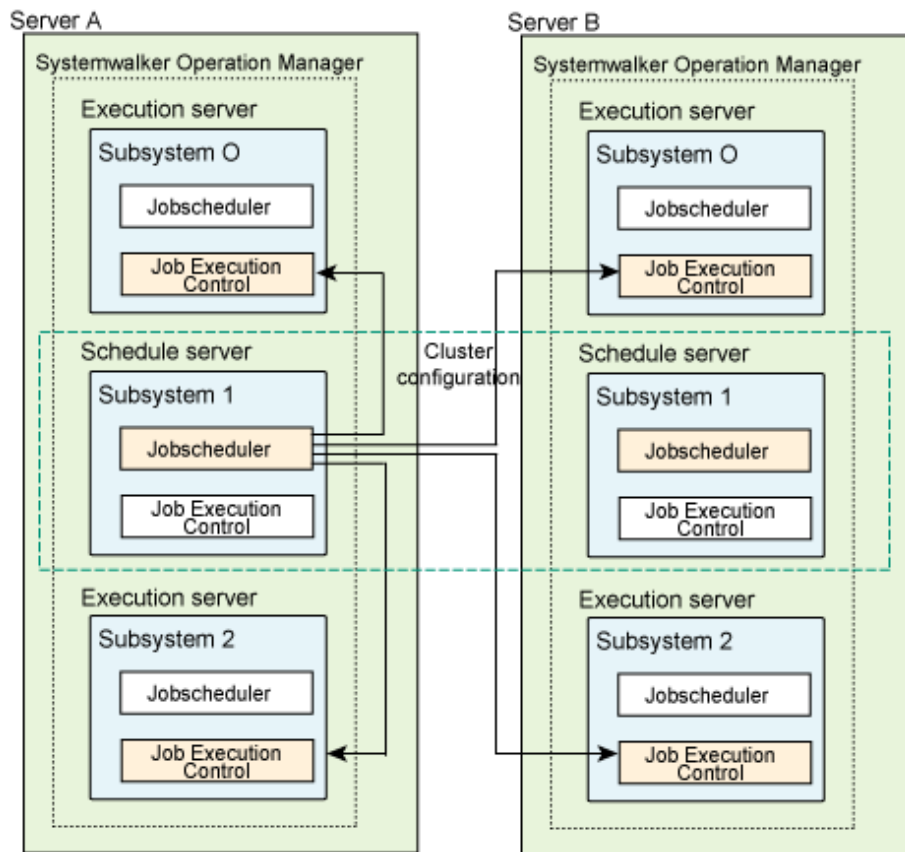 Server A
Systemwalker Operation Manager
Execution server
Subsystem O
Jobscheduler
Job Execution
Control
Schedule server
Subsystem 1
Jobscheduler
Job Execution
Control
Execution server
Subsystem 2
Jobscheduler
Job Execution
Control
Cluster
configuration
Server B
Systemwalker Operation Manager
Execution server
Subsystem O
Jobscheduler
Job Execution
Control
Schedule server
Subsystem 1
Jobscheduler
Job Execution
Control
Execution server
Subsystem 2
Jobscheduler
Job Execution
Control